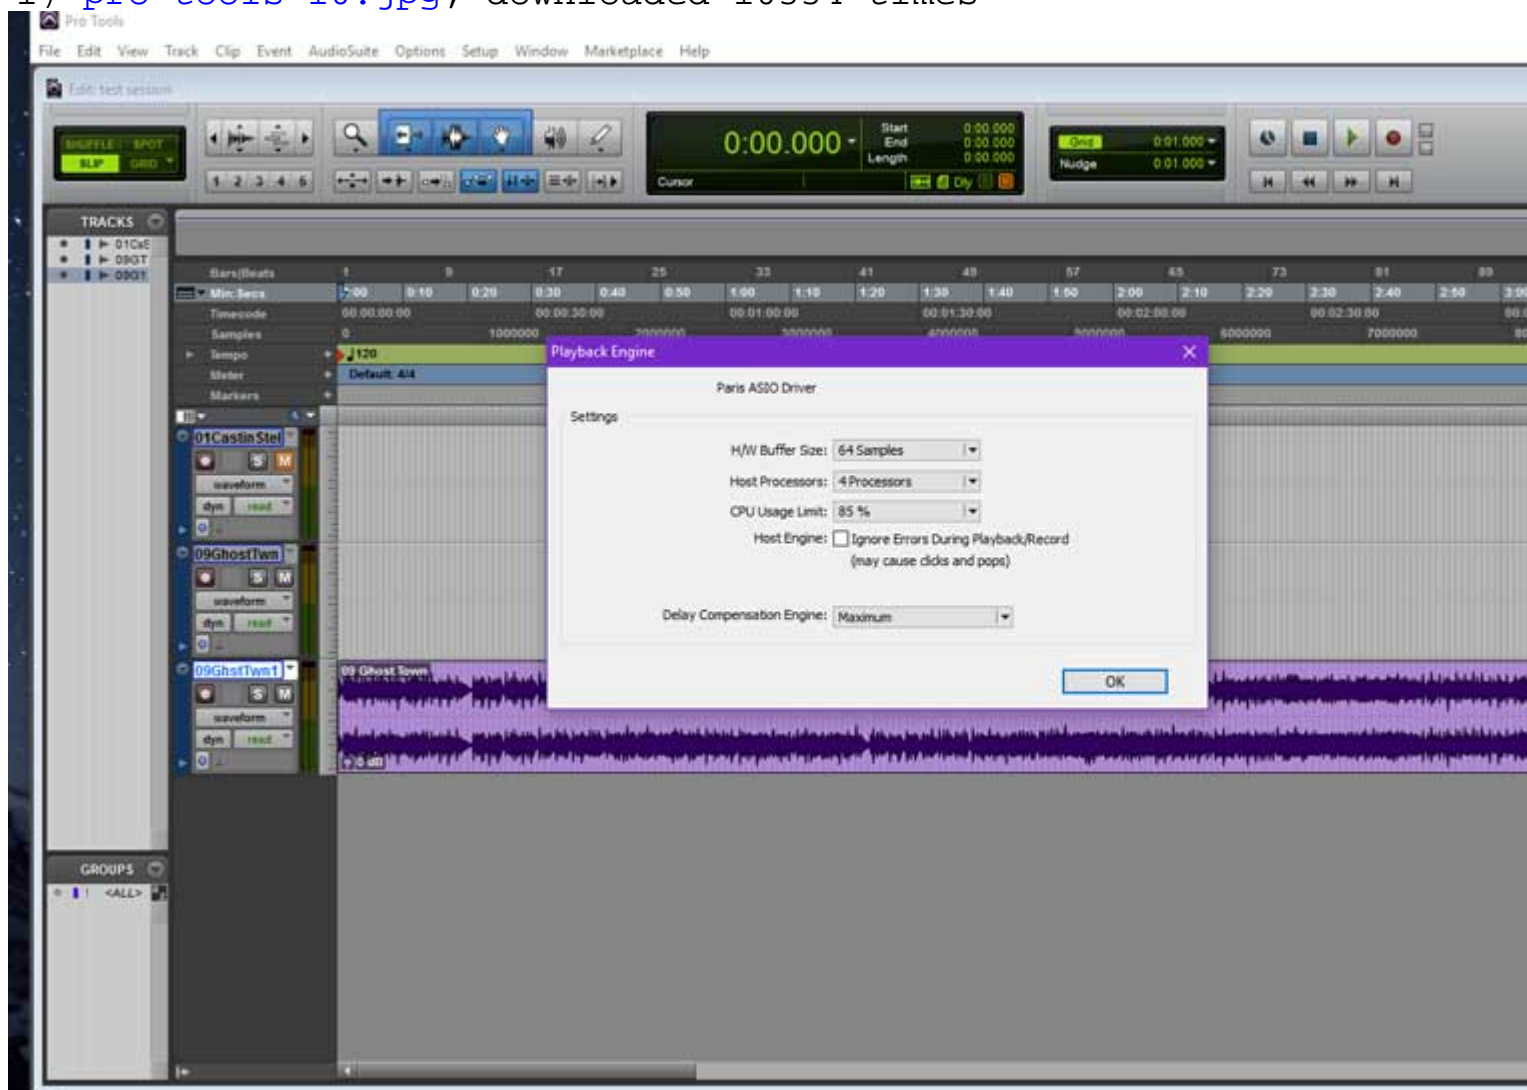 Pro Tools
File Edit View Track Clip Event AudioSuite Options Setup Window Marketplace Help
Edit: test session
SHUFFLE SPOT
SLIP GRID
1 2 3 4 5
0:00.000
Start 0:00.000
End 0:00.000
Length 0:00.000
Cursor
Dly
Grid 0:01.000
Nudge 0:01.000
TRACKS
09GT
Bars|Beats 1 9 17 25 33 41 49 57 65 73 81 89
Min:Secs 0:00 0:10 0:20 0:30 0:40 0:50 1:00 1:10 1:20 1:30 1:40 1:50 2:00 2:10 2:20 2:30 2:40 2:50 3:00
Timecode 00:00:00:00 00:00:30:00 00:01:00:00 00:01:30:00 00:02:00:00 00:02:30:00
Samples 0 1000000 2000000 3000000 4000000 5000000 6000000 7000000
Tempo 120
Meter Default: 4/4
Markers
Playback Engine
Paris ASIO Driver
Settings
H/W Buffer Size: 64 Samples
Host Processors: 4 Processors
CPU Usage Limit: 85 %
Host Engine: Ignore Errors During Playback/Record
(may cause clicks and pops)
Delay Compensation Engine: Maximum
OK
01CastinStel
S M
waveform
dyn read
09GhostTwn
S M
waveform
dyn read
09GhstTwn1
S M
waveform
dyn read
09 Ghost Town
0 dB
GROUPS
! <ALL>